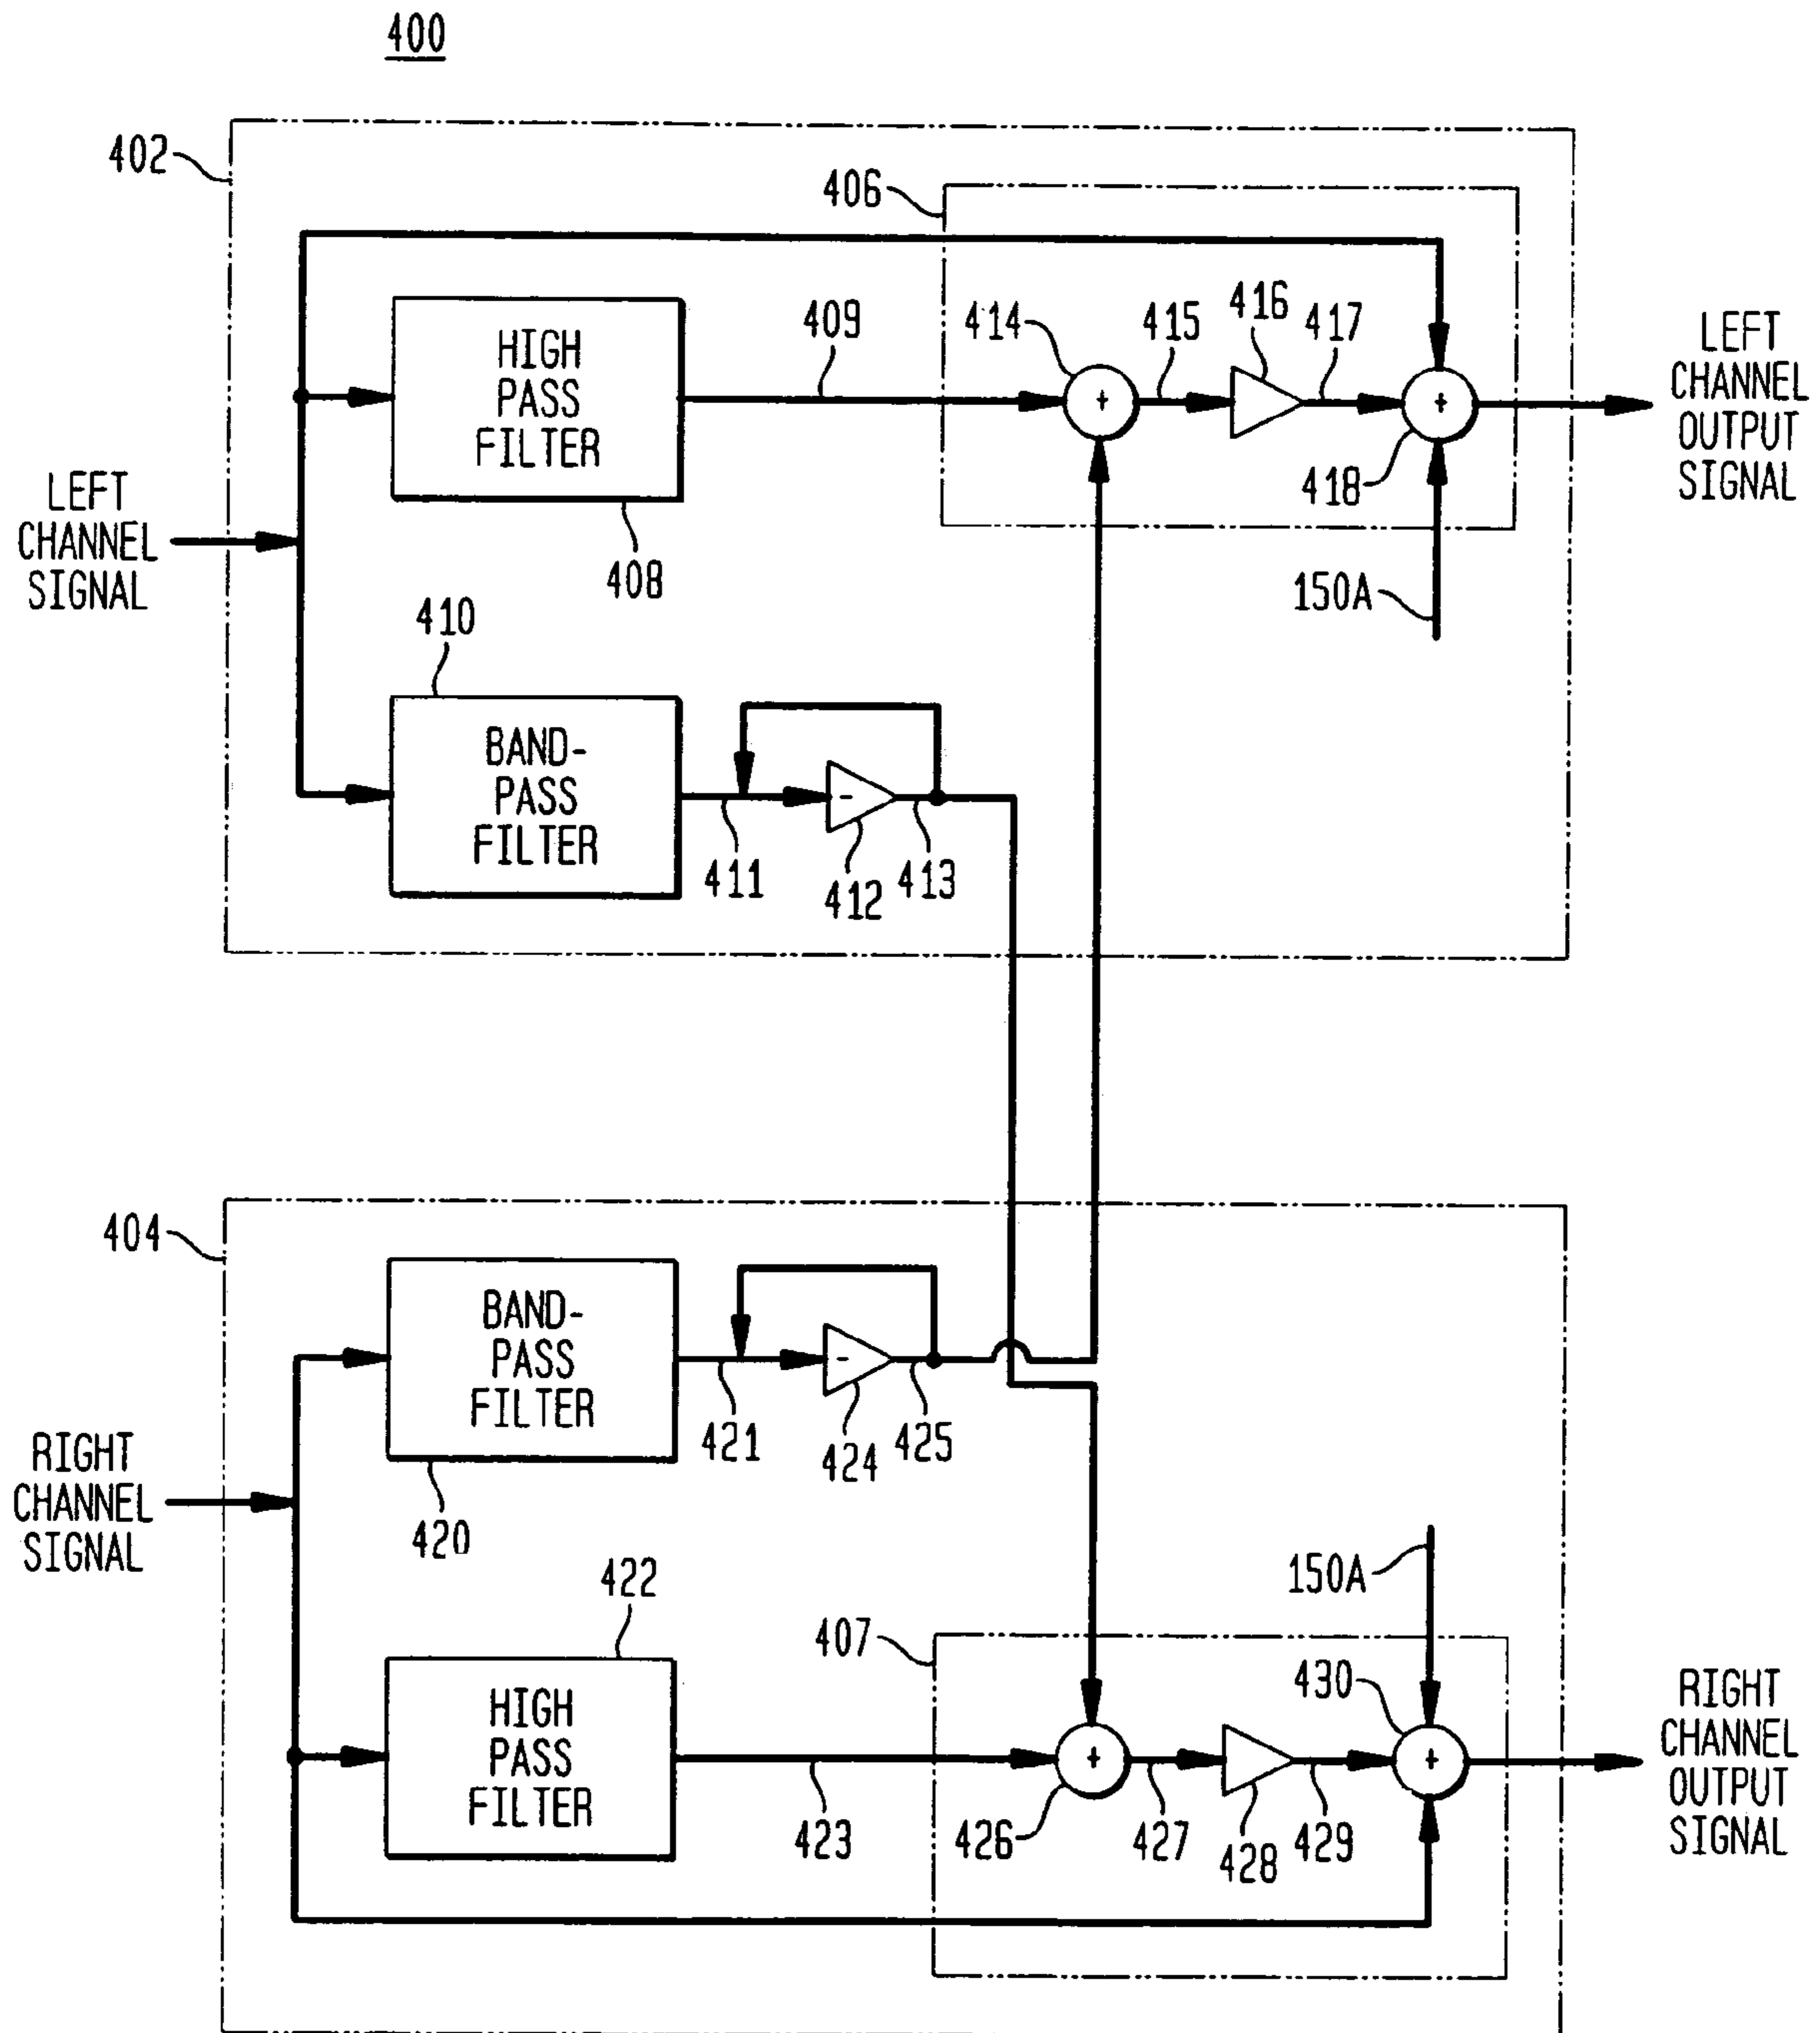 400
402
406
409
414
415
416
417
HIGH
PASS
FILTER
+
+
LEFT
CHANNEL
OUTPUT
SIGNAL
418
LEFT
CHANNEL
SIGNAL
408
150A
410
BAND-
PASS
FILTER
-
411
412
413
404
BAND-
PASS
FILTER
-
421
424
425
RIGHT
CHANNEL
SIGNAL
420
422
150A
407
430
HIGH
PASS
FILTER
+
+
RIGHT
CHANNEL
OUTPUT
SIGNAL
423
426
427
428
429